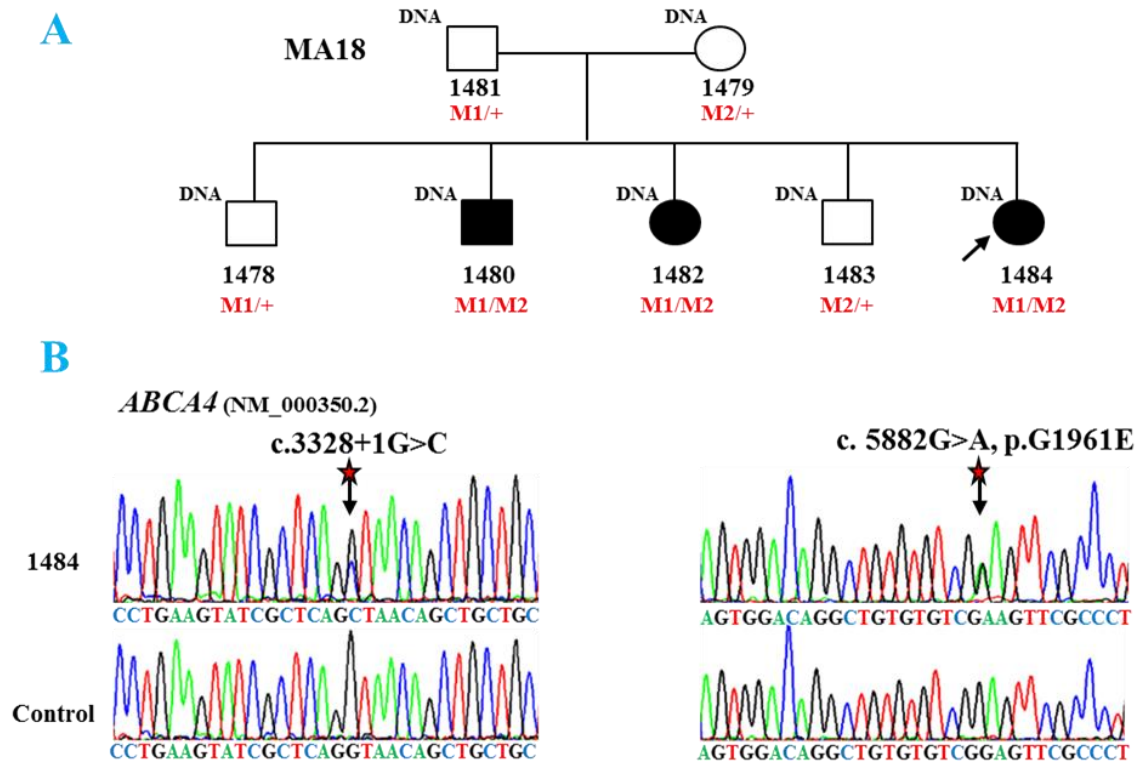 A
MA18
DNA DNA
1481 1479
M1/+ M2/+
DNA DNA DNA DNA DNA
1478 1480 1482 1483 1484
M1/+ M1/M2 M1/M2 M2/+ M1/M2
B
ABCA4 (NM_000350.2)
c.3328+1G>C c. 5882G>A, p.G1961E
1484
CCTGAAGTATCGCTCAGCTAACAGCTGCTGC AGTGGACAGGCTGTGTGTCGAAGTTCGCCCT
Control
CCTGAAGTATCGCTCAGGTAACAGCTGCTGC AGTGGACAGGCTGTGTGTCGGAGTTCGCCCT